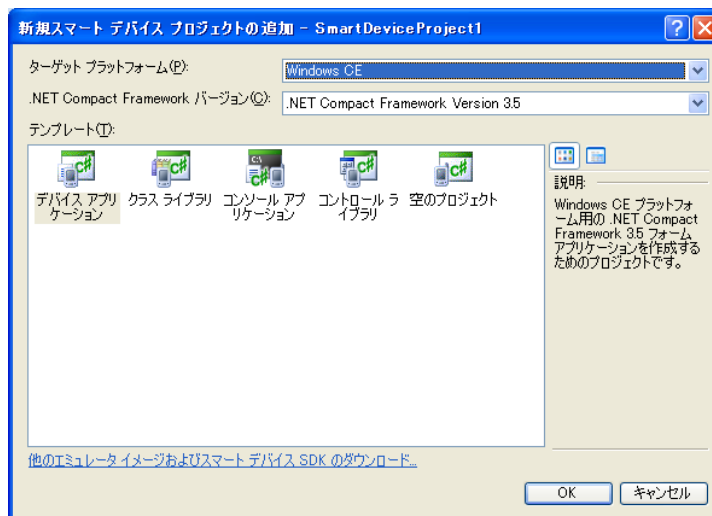 新規スマート デバイス プロジェクトの追加 - SmartDeviceProject1
ターゲット プラットフォーム(P):
Windows CE
.NET Compact Framework バージョン(C):
.NET Compact Framework Version 3.5
テンプレート(T):
デバイス アプリ
ケーション
クラス ライブラリ
コンソール アプ
リケーション
コントロール ラ
イブラリ
空のプロジェクト
説明:
Windows CE プラットフォ
ーム用の .NET Compact
Framework 3.5 フォーム
アプリケーションを作成する
ためのプロジェクトです。
他のエミュレータ イメージおよびスマート デバイス SDK のダウンロード...
OK
キャンセル